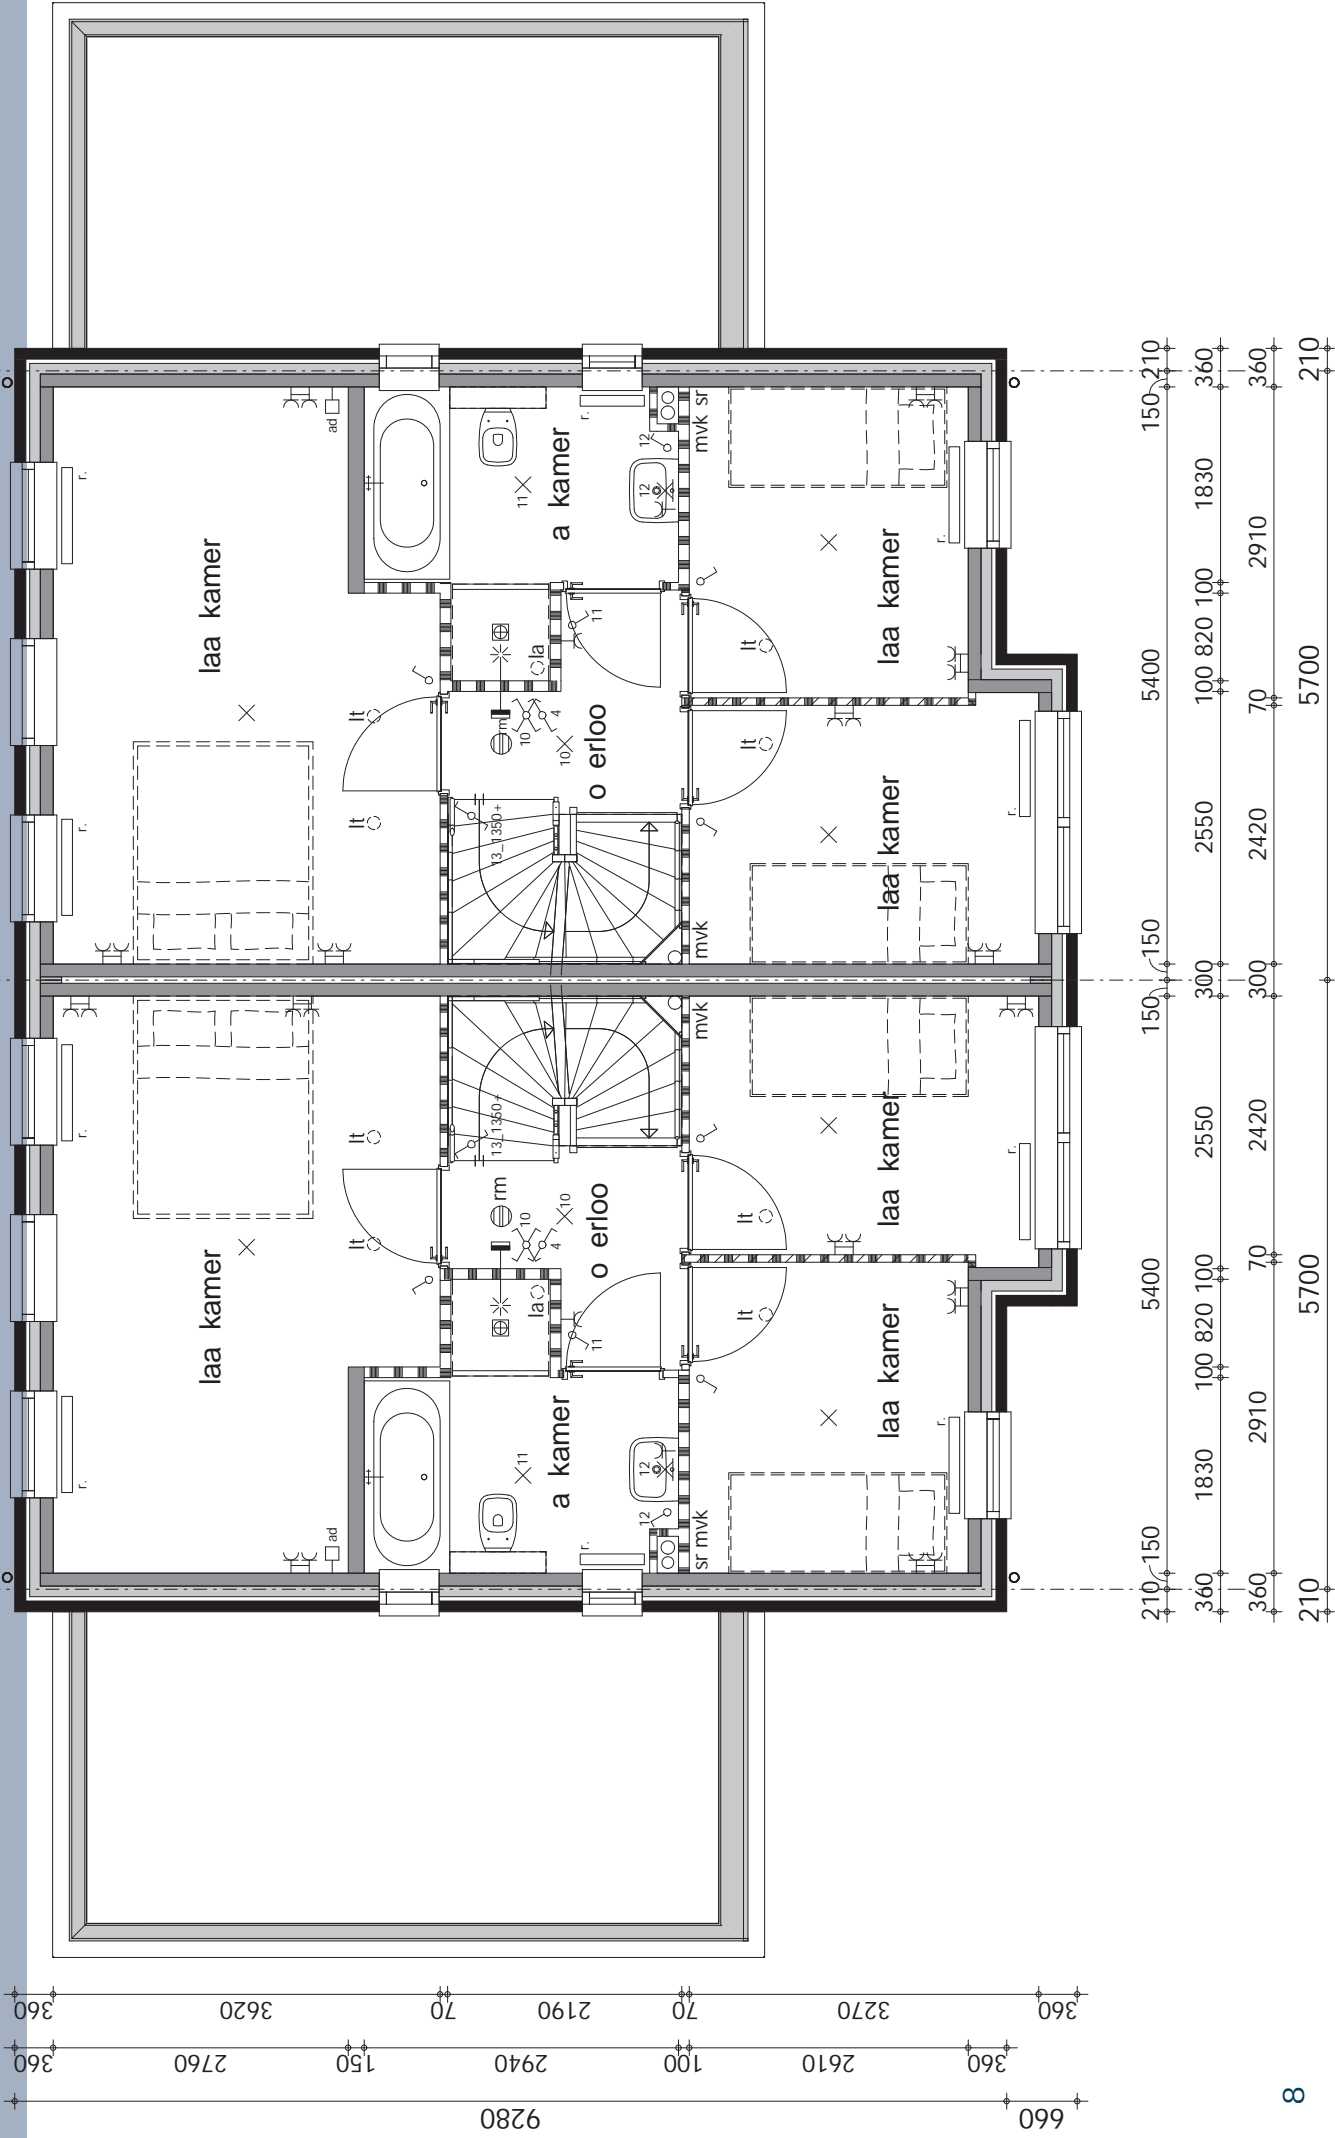 laa kamer
laa kamer
r.
r.
r.
r.
ad
ad
lt
lt
lt
lt
a kamer
a kamer
11
11
12
12
12
12
r.
r.
la
la
11
11
rm
rm
10
4
10
10
4
10
o erloo
o erloo
13_1350+
13_1350+
mvk
mvk
mvk sr
sr mvk
lt
lt
lt
lt
laa kamer
laa kamer
laa kamer
laa kamer
r.
r.
r.
r.
210 150 5400 150 150 5400 150 210
360 1830 100 820 100 2550 300 2550 100 820 100 1830 360
360 2910 70 2420 300 2420 70 2910 360
210 5700 5700 210
360 3620 70 2190 70 3270 360
360 2760 150 2940 100 2610 360
9280 660
8